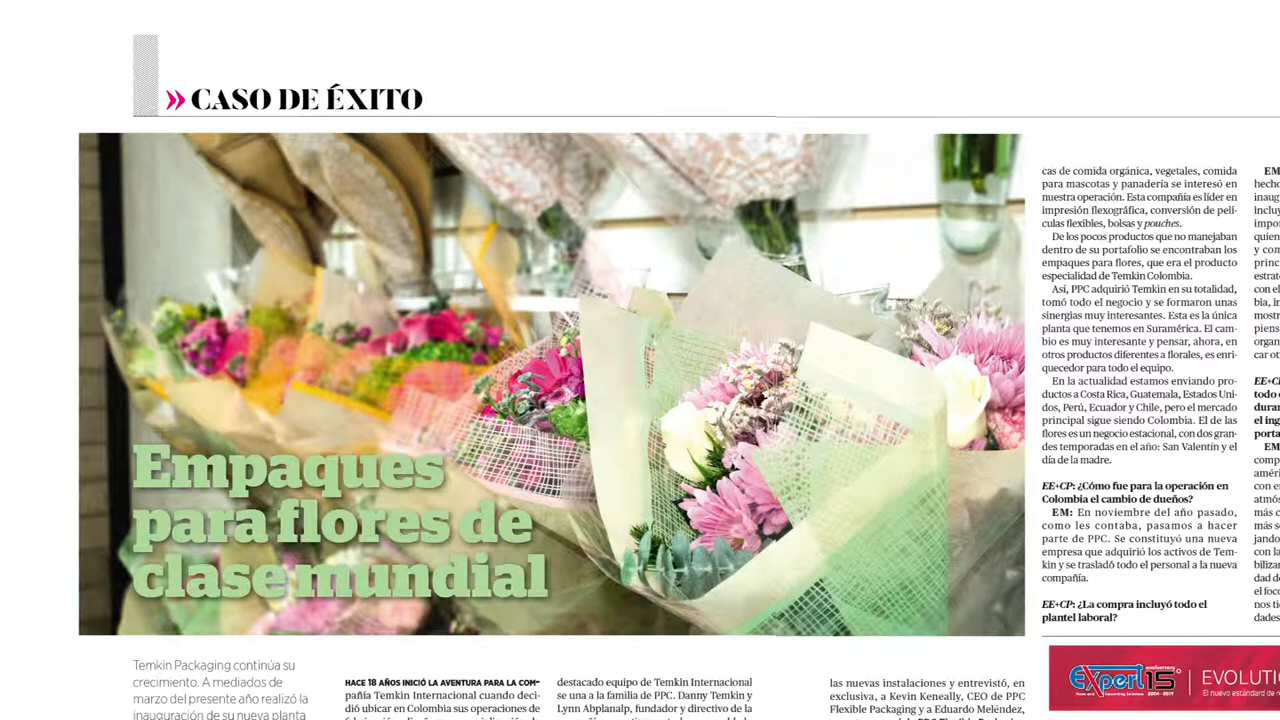 » CASO DE ÉXITO
Empaques
para flores de
clase mundial
Temkin Packaging continúa su
crecimiento. A mediados de
marzo del presente año realizó la
inauguración de su nueva planta
HACE 18 AÑOS INICIÓ LA AVENTURA PARA LA COM-
pañía Temkin Internacional cuando deci-
dió ubicar en Colombia sus operaciones de
destacado equipo de Temkin Internacional
se una a la familia de PPC. Danny Temkin y
Lynn Abplanalp, fundador y directivo de la
las nuevas instalaciones y entrevistó, en
exclusiva, a Kevin Keneally, CEO de PPC
Flexible Packaging y a Eduardo Meléndez,
cas de comida orgánica, vegetales, comida
para mascotas y panadería se interesó en
nuestra operación. Esta compañía es líder en
impresión flexográfica, conversión de pelí-
culas flexibles, bolsas y pouches.
De los pocos productos que no manejaban
dentro de su portafolio se encontraban los
empaques para flores, que era el producto
especialidad de Temkin Colombia.
Así, PPC adquirió Temkin en su totalidad,
tomó todo el negocio y se formaron unas
sinergias muy interesantes. Esta es la única
planta que tenemos en Suramérica. El cam-
bio es muy interesante y pensar, ahora, en
otros productos diferentes a florales, es enri-
quecedor para todo el equipo.
En la actualidad estamos enviando pro-
ductos a Costa Rica, Guatemala, Estados Uni-
dos, Perú, Ecuador y Chile, pero el mercado
principal sigue siendo Colombia. El de las
flores es un negocio estacional, con dos gran-
des temporadas en el año: San Valentín y el
día de la madre.
EE+CP: ¿Cómo fue para la operación en
Colombia el cambio de dueños?
EM: En noviembre del año pasado,
como les contaba, pasamos a hacer
parte de PPC. Se constituyó una nueva
empresa que adquirió los activos de Tem-
kin y se trasladó todo el personal a la nueva
compañía.
EE+CP: ¿La compra incluyó todo el
plantel laboral?
Expert 15° anniversary
EVOLUTI
El nuevo estándar de r